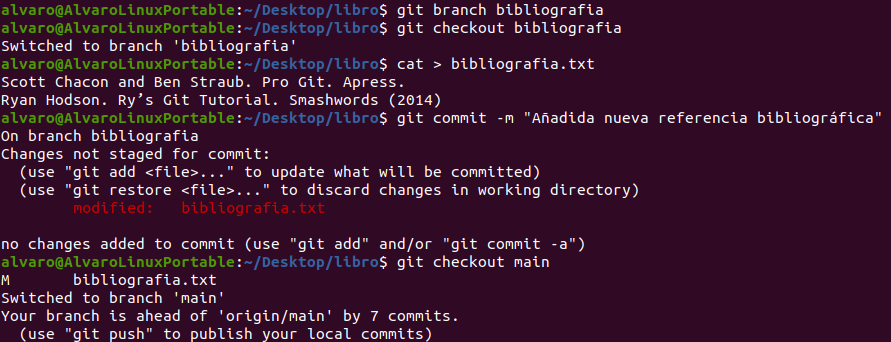 alvaro@AlvaroLinuxPortable:~/Desktop/libro$ git branch bibliografia
alvaro@AlvaroLinuxPortable:~/Desktop/libro$ git checkout bibliografia
Switched to branch 'bibliografia'
alvaro@AlvaroLinuxPortable:~/Desktop/libro$ cat > bibliografia.txt
Scott Chacon and Ben Straub. Pro Git. Apress.
Ryan Hodson. Ry’s Git Tutorial. Smashwords (2014)
alvaro@AlvaroLinuxPortable:~/Desktop/libro$ git commit -m "Añadida nueva referencia bibliográfica"
On branch bibliografia
Changes not staged for commit:
  (use "git add <file>..." to update what will be committed)
  (use "git restore <file>..." to discard changes in working directory)
        modified:   bibliografia.txt

no changes added to commit (use "git add" and/or "git commit -a")
alvaro@AlvaroLinuxPortable:~/Desktop/libro$ git checkout main
M       bibliografia.txt
Switched to branch 'main'
Your branch is ahead of 'origin/main' by 7 commits.
  (use "git push" to publish your local commits)